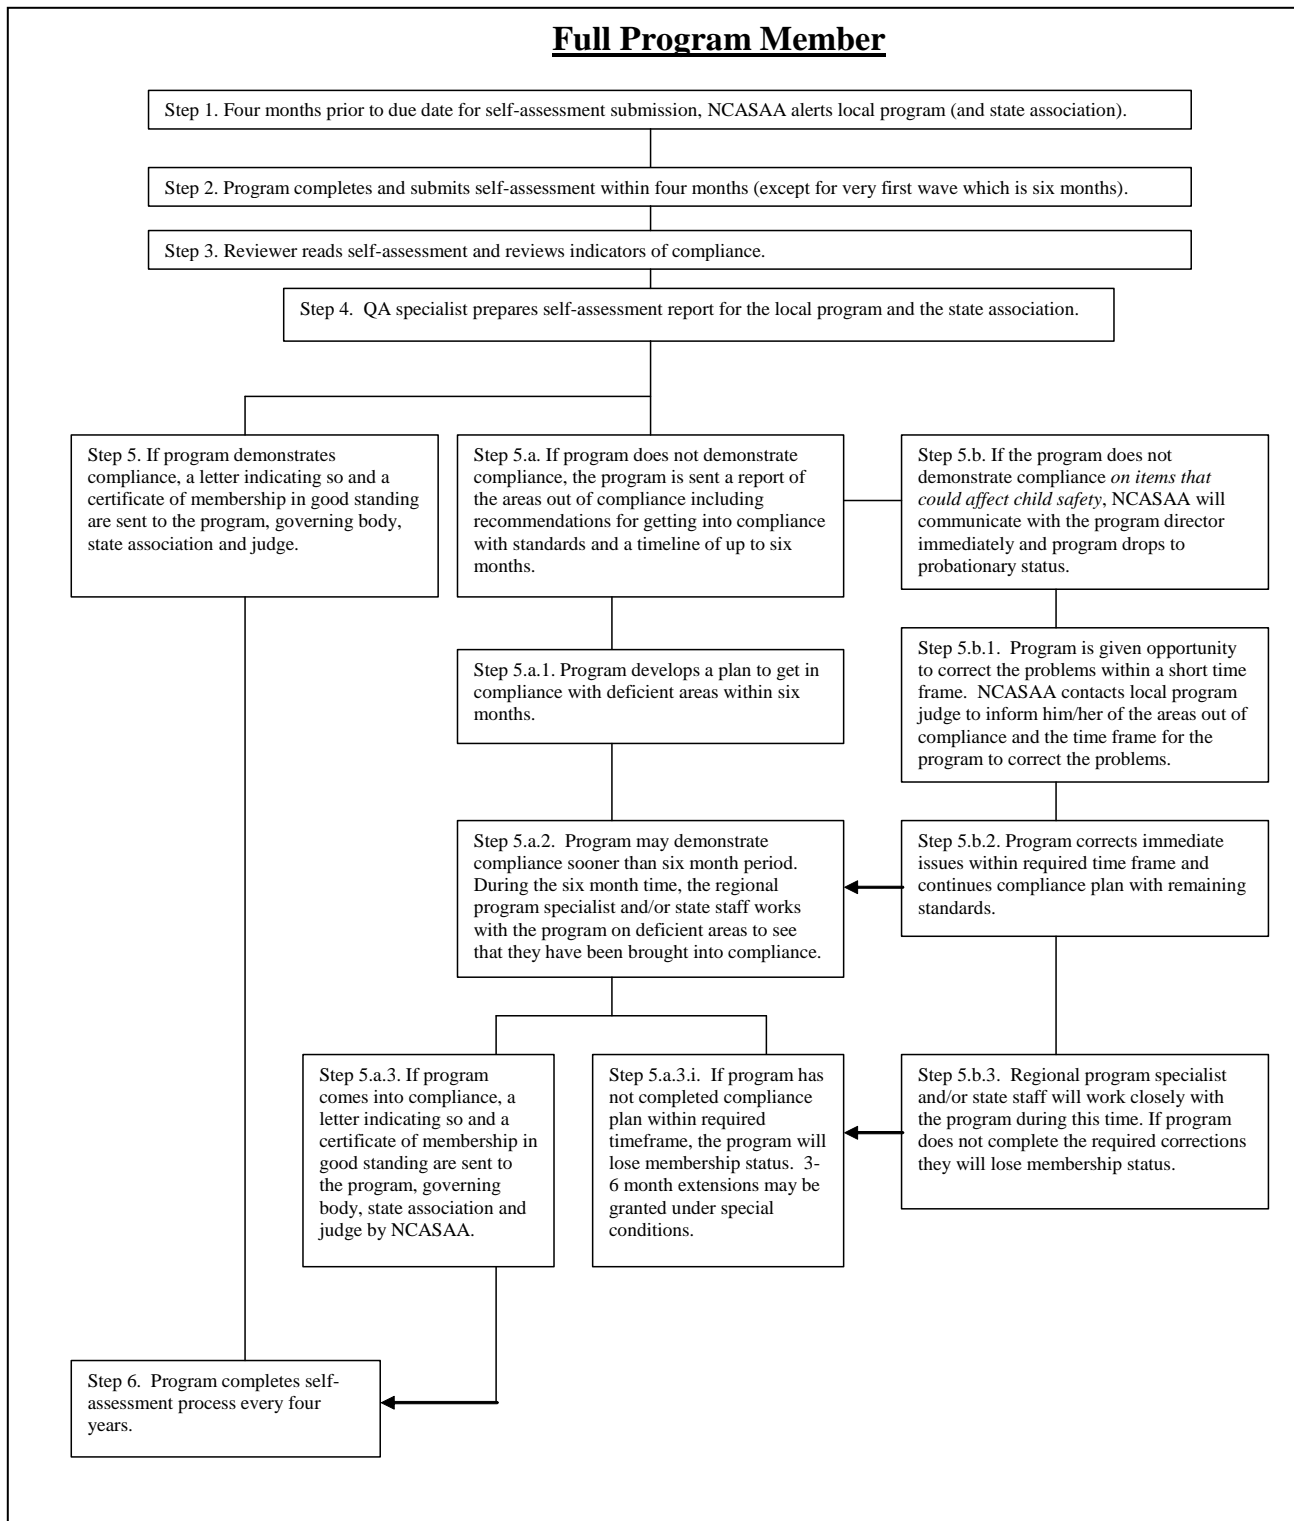 Full Program Member
Step 1. Four months prior to due date for self-assessment submission, NCASAA alerts local program (and state association).
Step 2. Program completes and submits self-assessment within four months (except for very first wave which is six months).
Step 3. Reviewer reads self-assessment and reviews indicators of compliance.
Step 4.  QA specialist prepares self-assessment report for the local program and the state association.
Step 5. If program demonstrates
compliance, a letter indicating so and a
certificate of membership in good standing
are sent to the program, governing body,
state association and judge.
Step 5.a. If program does not demonstrate
compliance, the program is sent a report of
the areas out of compliance including
recommendations for getting into compliance
with standards and a timeline of up to six
months.
Step 5.b. If the program does not
demonstrate compliance on items that
could affect child safety, NCASAA will
communicate with the program director
immediately and program drops to
probationary status.
Step 5.a.1. Program develops a plan to get in
compliance with deficient areas within six
months.
Step 5.b.1.  Program is given opportunity
to correct the problems within a short time
frame.  NCASAA contacts local program
judge to inform him/her of the areas out of
compliance and the time frame for the
program to correct the problems.
Step 5.a.2.  Program may demonstrate
compliance sooner than six month period.
During the six month time, the regional
program specialist and/or state staff works
with the program on deficient areas to see
that they have been brought into compliance.
Step 5.b.2. Program corrects immediate
issues within required time frame and
continues compliance plan with remaining
standards.
Step 5.a.3. If program
comes into compliance, a
letter indicating so and a
certificate of membership in
good standing are sent to
the program, governing
body, state association and
judge by NCASAA.
Step 5.a.3.i.  If program has
not completed compliance
plan within required
timeframe, the program will
lose membership status.  3-
6 month extensions may be
granted under special
conditions.
Step 5.b.3.  Regional program specialist
and/or state staff will work closely with
the program during this time. If program
does not complete the required corrections
they will lose membership status.
Step 6.  Program completes self-
assessment process every four
years.